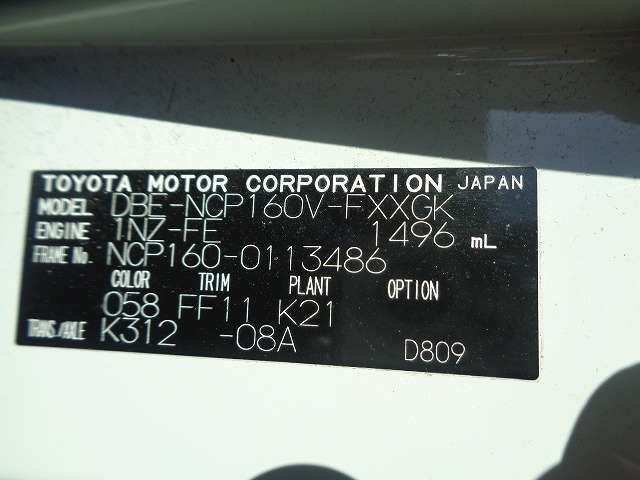 TOYOTA MOTOR CORPORATION JAPAN
MODEL DBE-NCP160V-FXXGK
ENGINE 1NZ-FE 1496 mL
FRAME No. NCP160-0113486
COLOR TRIM PLANT OPTION
058 FF11 K21
TRANS./AXLE K312 -08A
D809